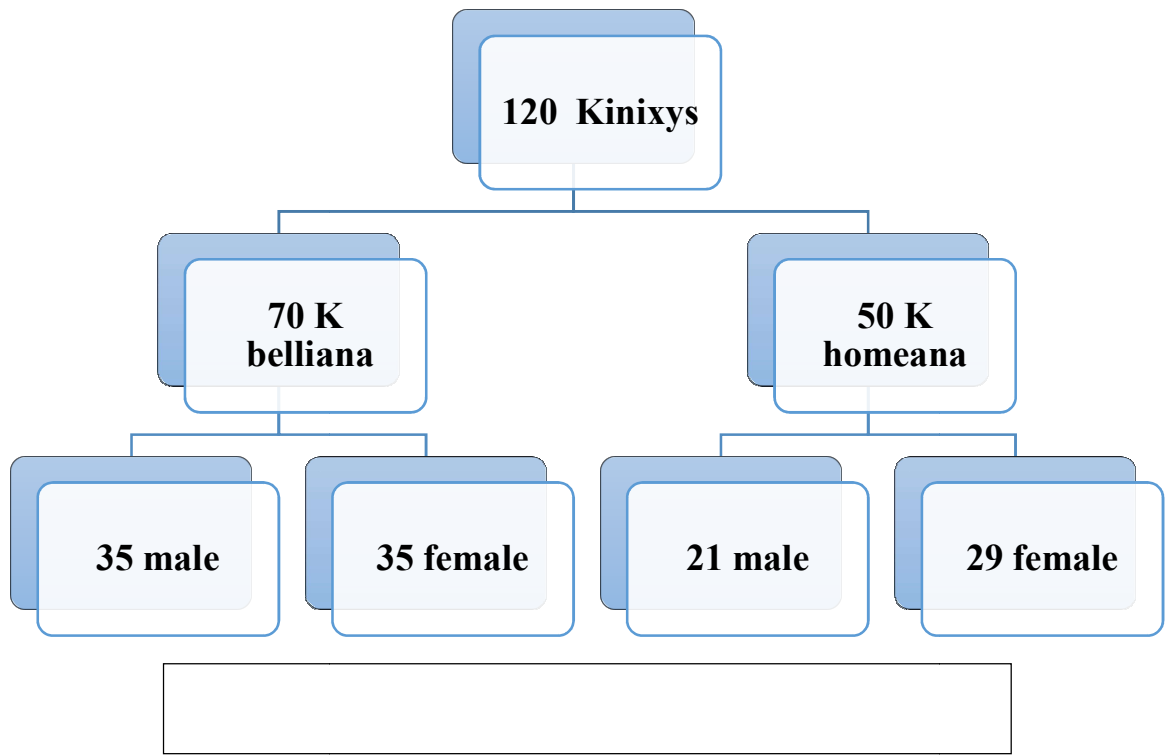 120 Kinixys
70 K
belliana
50 K
homeana
35 male
35 female
21 male
29 female